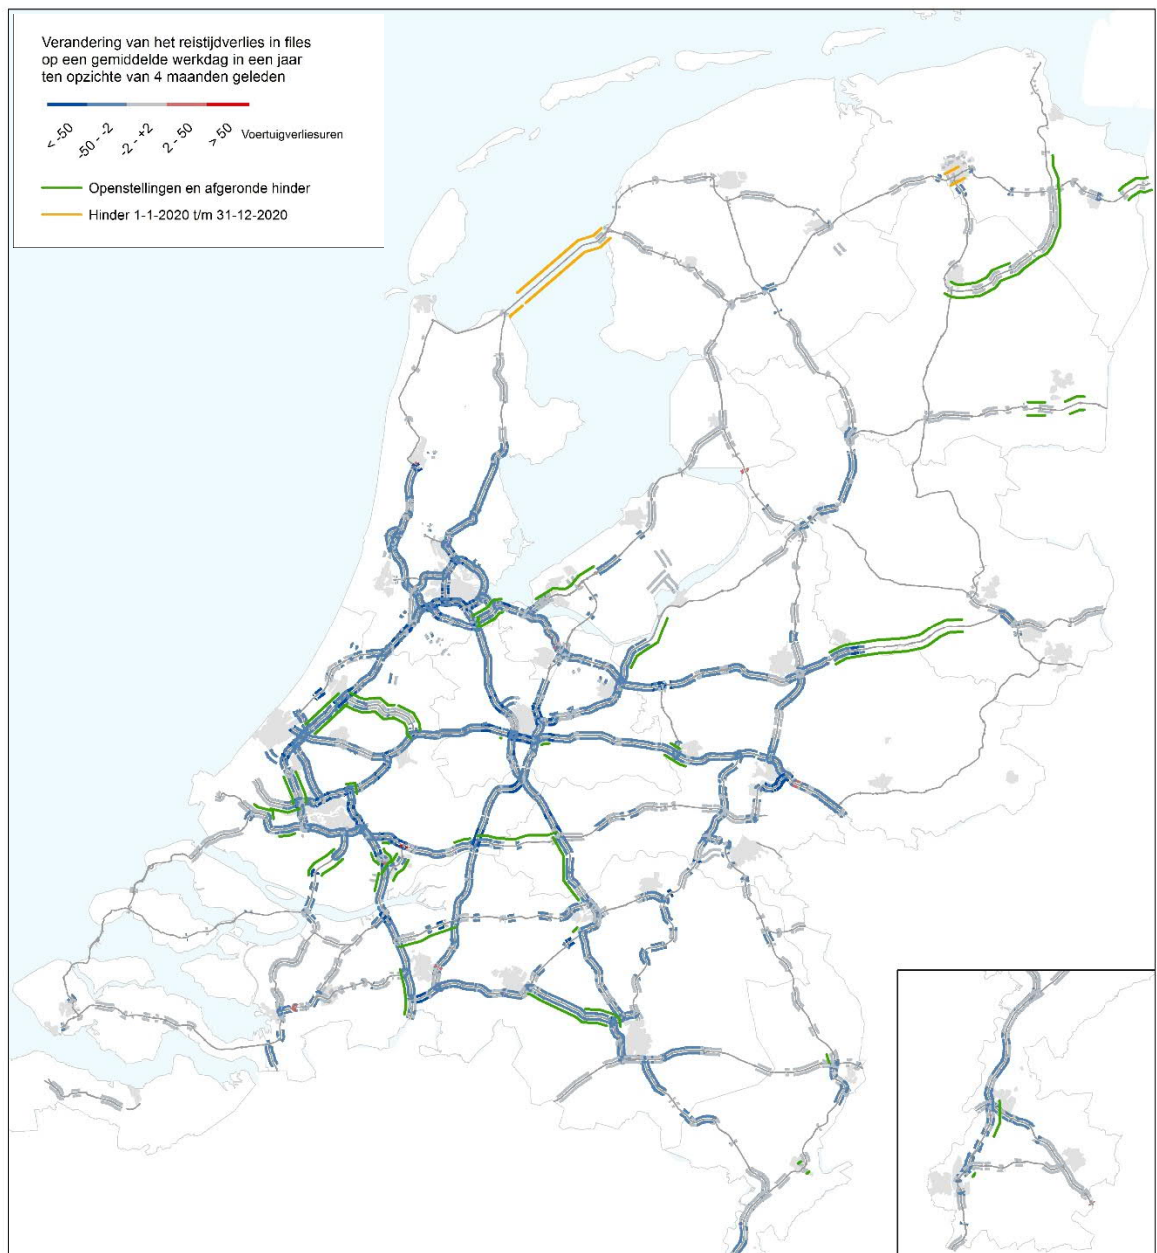 Verandering van het reistijdverlies in files
op een gemiddelde werkdag in een jaar
ten opzichte van 4 maanden geleden
< -50
-50 - -2
-2 - +2
2 - 50
> 50
Voertuigverliesuren
Openstellingen en afgeronde hinder
Hinder 1-1-2020 t/m 31-12-2020